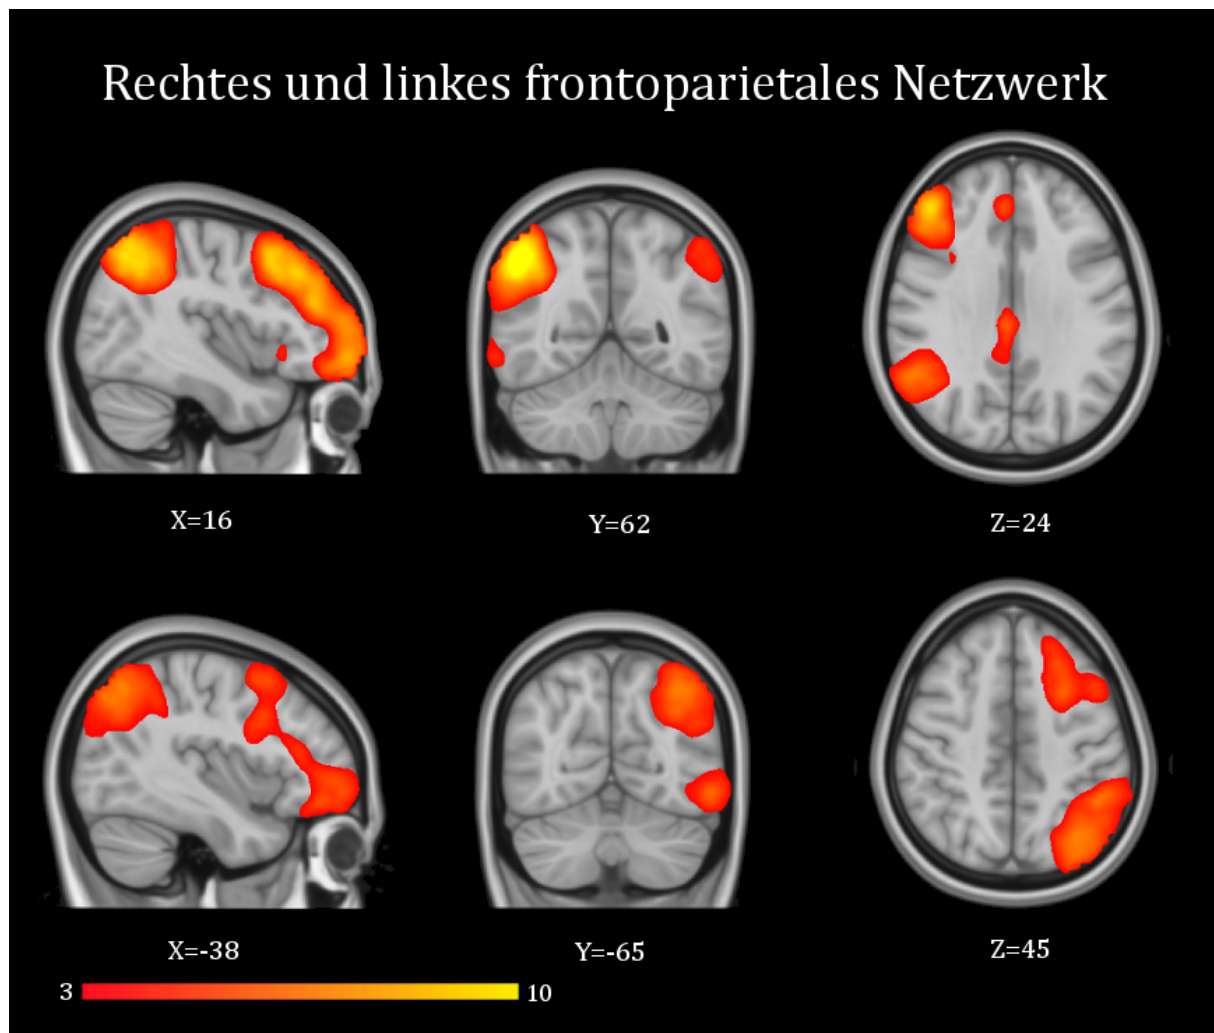 Rechtes und linkes frontoparietales Netzwerk
X=16
Y=62
Z=24
X=-38
Y=-65
Z=45
3
10